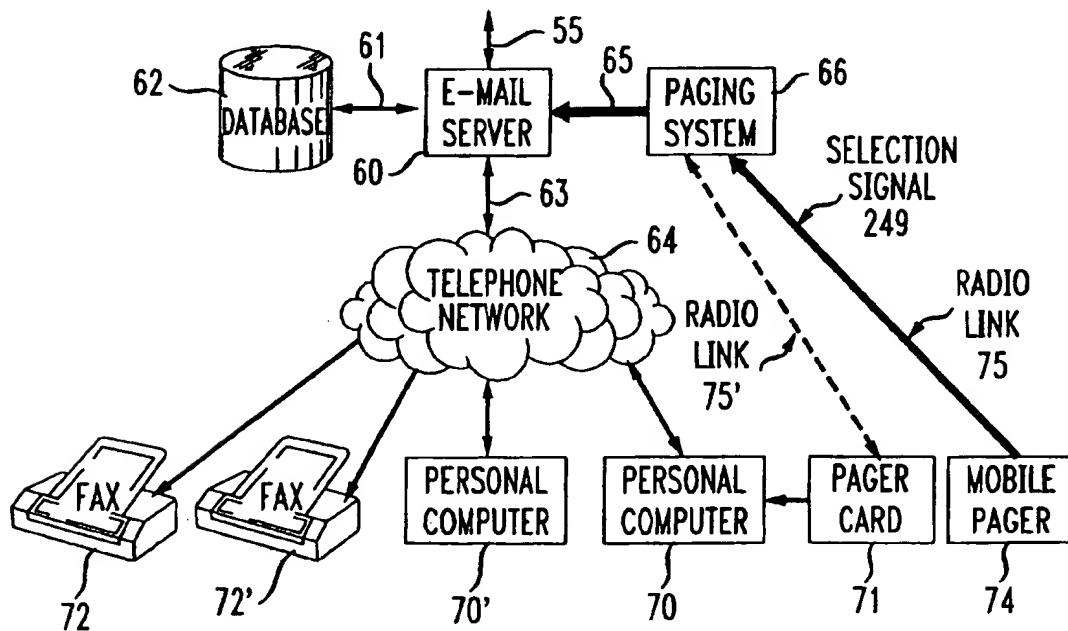 55
61
62
DATABASE
E-MAIL
SERVER
60
65
PAGING
SYSTEM
66
SELECTION
SIGNAL
249
63
64
TELEPHONE
NETWORK
RADIO
LINK
75'
RADIO
LINK
75
FAX
72
FAX
72'
PERSONAL
COMPUTER
70'
PERSONAL
COMPUTER
70
PAGER
CARD
71
MOBILE
PAGER
74